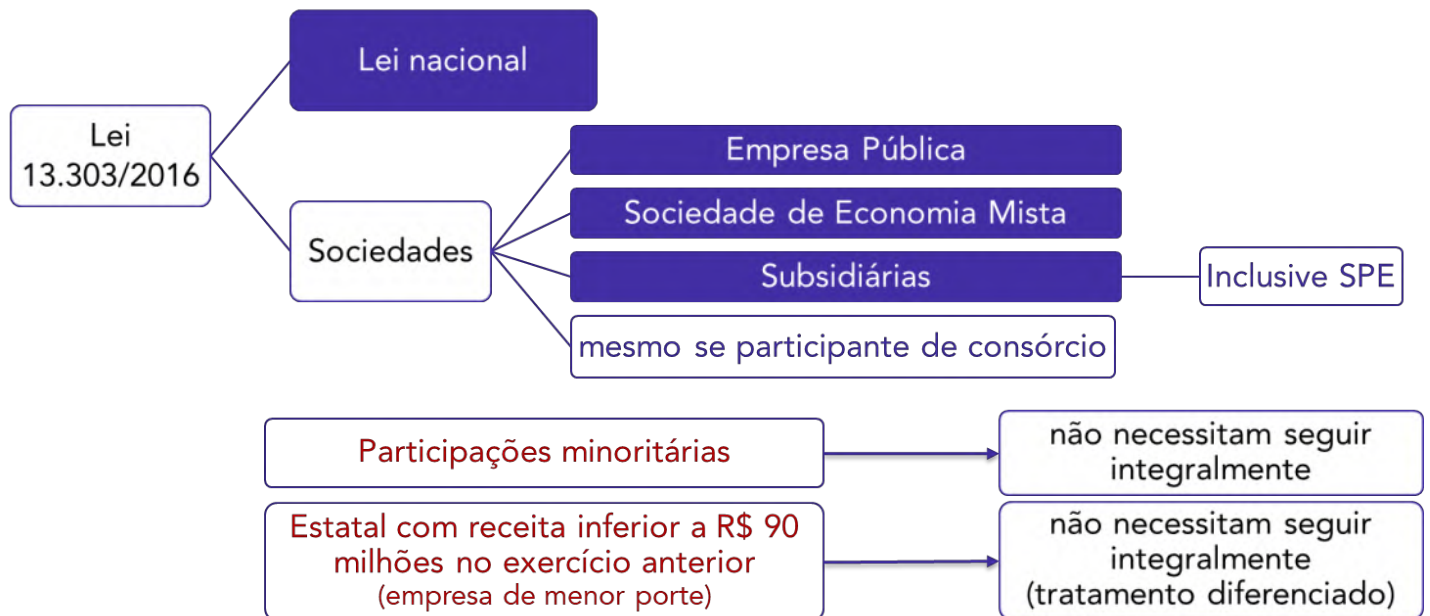 Lei nacional
Lei
13.303/2016
Empresa Pública
Sociedade de Economia Mista
Sociedades
Subsidiárias
Inclusive SPE
mesmo se participante de consórcio
Participações minoritárias
não necessitam seguir
integralmente
Estatal com receita inferior a R$ 90
milhões no exercício anterior
(empresa de menor porte)
não necessitam seguir
integralmente
(tratamento diferenciado)